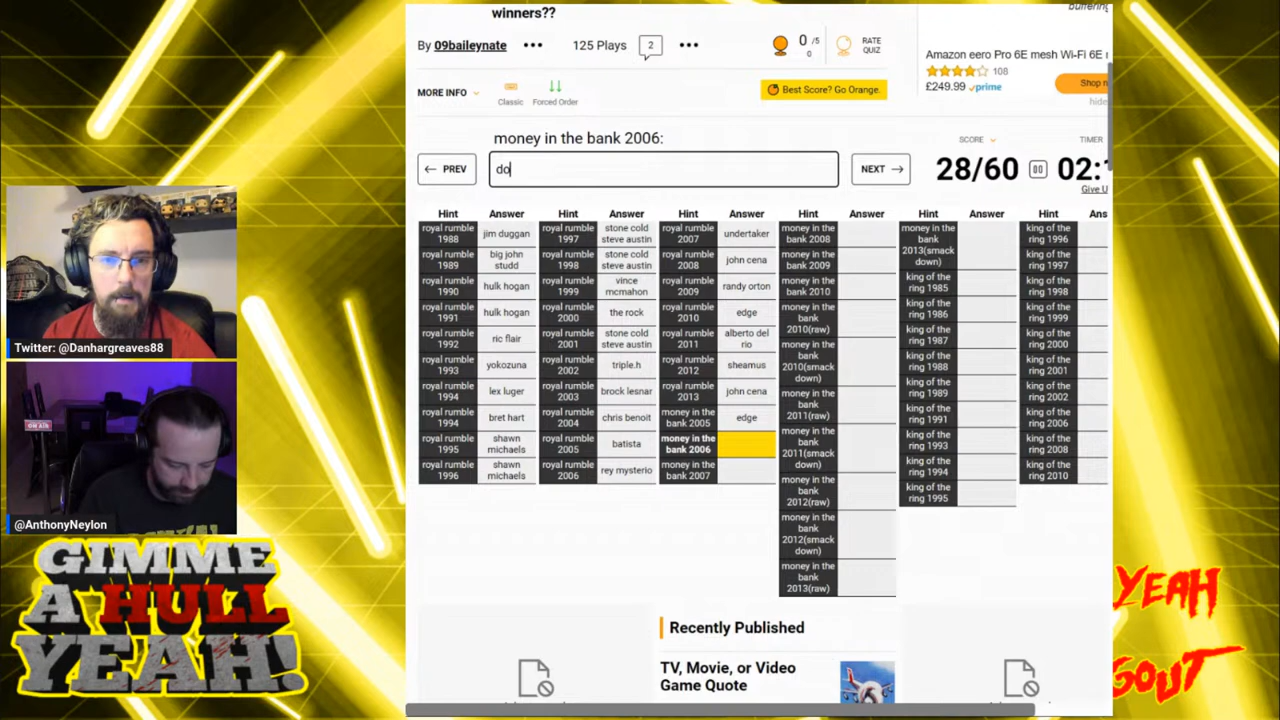 winners??
buffering
By 09baileynate ••• 125 Plays 2 •••
0 /5
0
RATE
QUIZ
Amazon eero Pro 6E mesh Wi-Fi 6E
108
£249.99 prime
Shop n
hide
MORE INFO
Classic
Forced Order
Best Score? Go Orange.
money in the bank 2006:
← PREV
do
NEXT →
SCORE
28/60
TIMER
02:
Give U
Hint Answer Hint Answer Hint Answer Hint Answer Hint Answer Hint Ans
royal rumble 1988 jim duggan
royal rumble 1989 big john studd
royal rumble 1990 hulk hogan
royal rumble 1991 hulk hogan
royal rumble 1992 ric flair
royal rumble 1993 yokozuna
royal rumble 1994 lex luger
royal rumble 1994 bret hart
royal rumble 1995 shawn michaels
royal rumble 1996 shawn michaels
royal rumble 1997 stone cold steve austin
royal rumble 1998 stone cold steve austin
royal rumble 1999 vince mcmahon
royal rumble 2000 the rock
royal rumble 2001 stone cold steve austin
royal rumble 2002 triple.h
royal rumble 2003 brock lesnar
royal rumble 2004 chris benoit
royal rumble 2005 batista
royal rumble 2006 rey mysterio
royal rumble 2007 undertaker
royal rumble 2008 john cena
royal rumble 2009 randy orton
royal rumble 2010 edge
royal rumble 2011 alberto del rio
royal rumble 2012 sheamus
royal rumble 2013 john cena
money in the bank 2005 edge
money in the bank 2006
money in the bank 2007
money in the bank 2008
money in the bank 2009
money in the bank 2010
money in the bank 2010(raw)
money in the bank 2010(smack down)
money in the bank 2011(raw)
money in the bank 2011(smack down)
money in the bank 2012(raw)
money in the bank 2012(smack down)
money in the bank 2013(raw)
money in the bank 2013(smack down)
king of the ring 1985
king of the ring 1986
king of the ring 1987
king of the ring 1988
king of the ring 1989
king of the ring 1991
king of the ring 1993
king of the ring 1994
king of the ring 1995
king of the ring 1996
king of the ring 1997
king of the ring 1998
king of the ring 1999
king of the ring 2000
king of the ring 2001
king of the ring 2002
king of the ring 2006
king of the ring 2008
king of the ring 2010
Recently Published
TV, Movie, or Video
Game Quote
Twitter: @Danhargreaves88
ON AIR
@AnthonyNeylon
GIMME
A HULL
YEAH!
YEAH
GOUT